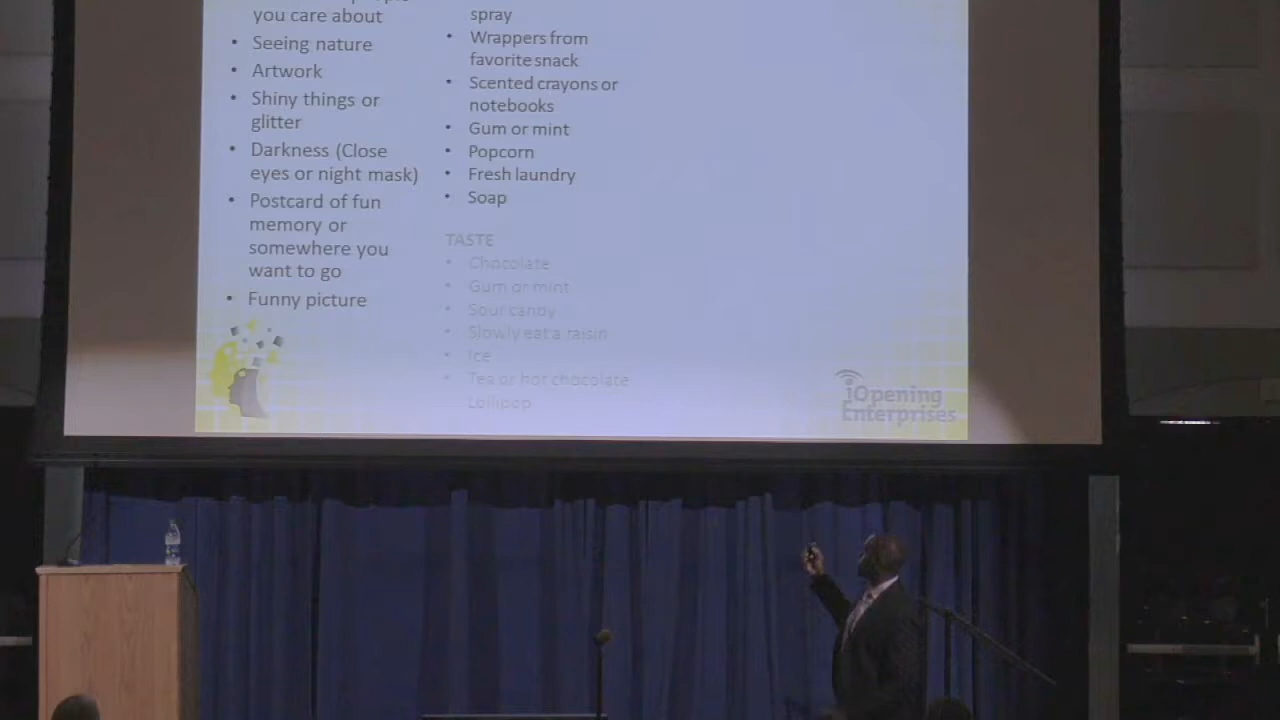 you care about
• Seeing nature
• Artwork
• Shiny things or
glitter
• Darkness (Close
eyes or night mask)
• Postcard of fun
memory or
somewhere you
want to go
• Funny picture
spray
• Wrappers from
favorite snack
• Scented crayons or
notebooks
• Gum or mint
• Popcorn
• Fresh laundry
• Soap
TASTE
• Chocolate
• Gum or mint
• Sour candy
• Slowly eat a raisin
• Ice
• Tea or hot chocolate
Lollipop
iOpening
Enterprises